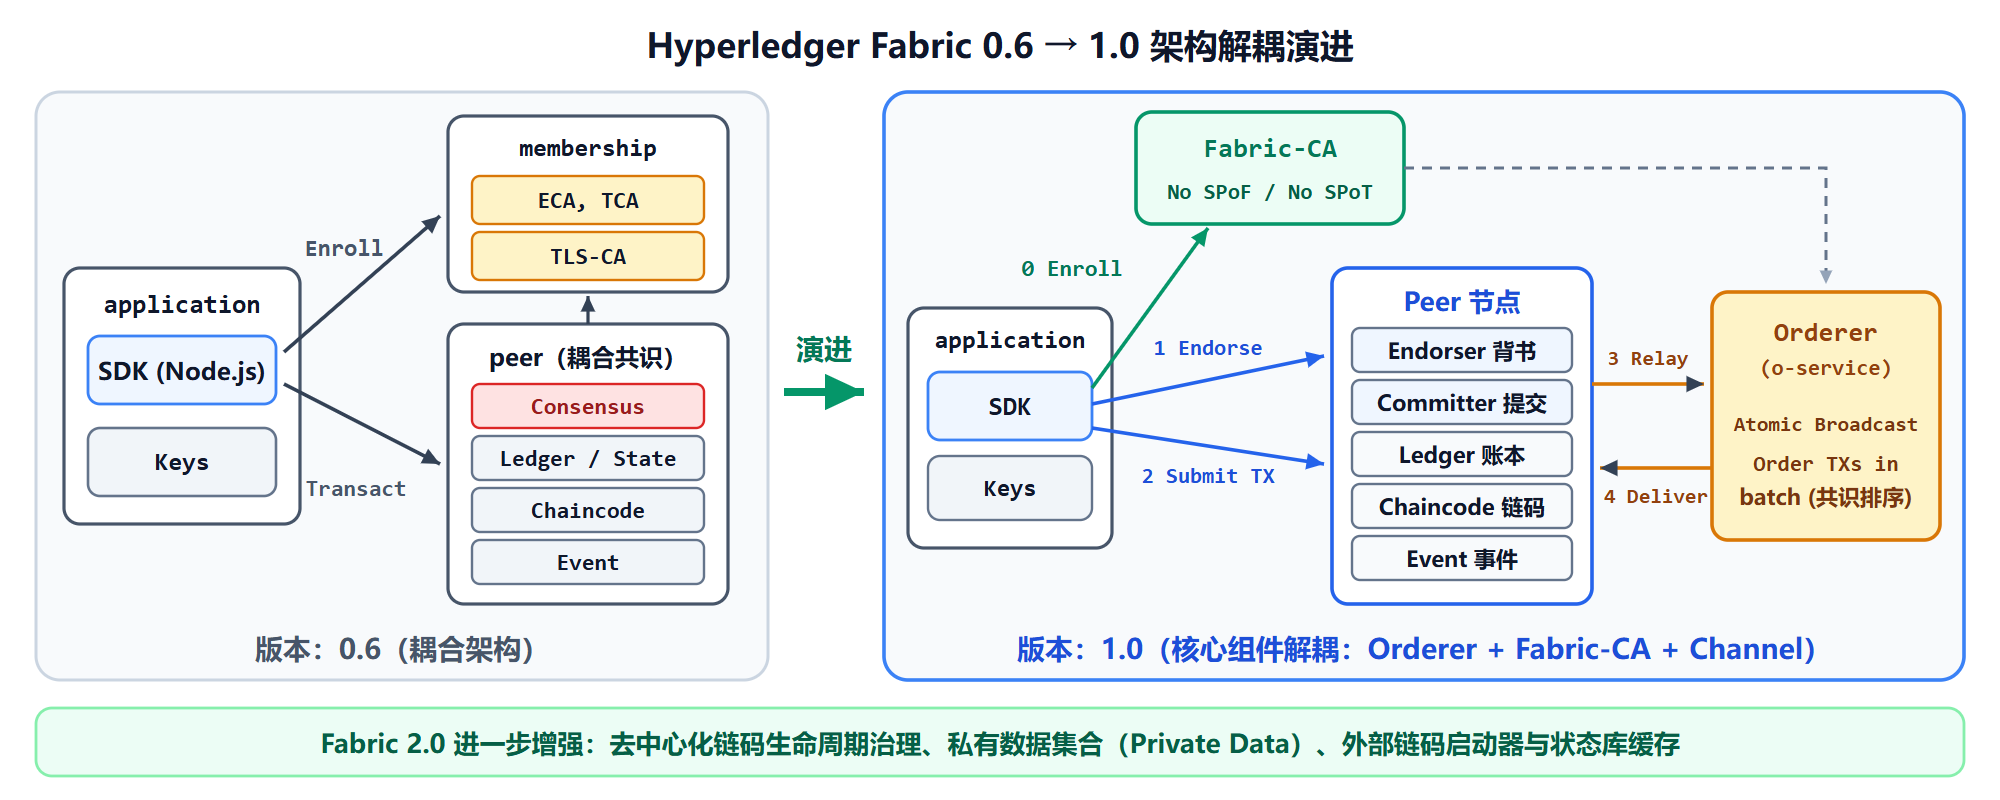 Hyperledger Fabric 0.6 → 1.0 架构解耦演进
membership
ECA, TCA
TLS-CA
Enroll
application
SDK (Node.js)
Keys
Transact
peer（耦合共识）
Consensus
Ledger / State
Chaincode
Event
版本：0.6（耦合架构）
演进
Fabric-CA
No SPoF / No SPoT
0 Enroll
application
SDK
Keys
1 Endorse
2 Submit TX
Peer 节点
Endorser 背书
Committer 提交
Ledger 账本
Chaincode 链码
Event 事件
3 Relay
4 Deliver
Orderer
(o-service)
Atomic Broadcast
Order TXs in
batch (共识排序)
版本：1.0（核心组件解耦：Orderer + Fabric-CA + Channel）
Fabric 2.0 进一步增强：去中心化链码生命周期治理、私有数据集合（Private Data）、外部链码启动器与状态库缓存